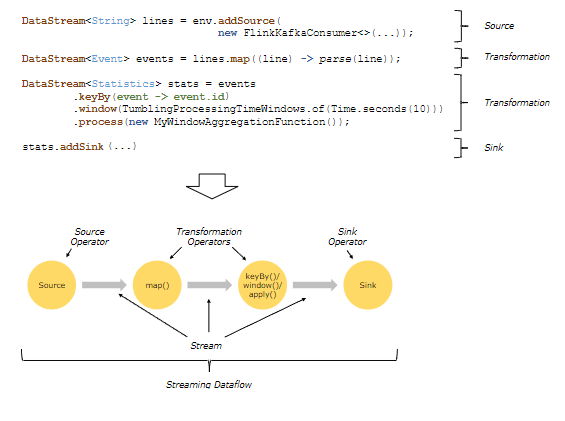 DataStream<String> lines = env.addSource(
new FlinkKafkaConsumer<>(...));
Source
DataStream<Event> events = lines.map((line) -> parse(line));
Transformation
DataStream<Statistics> stats = events
.keyBy(event -> event.id)
.window(TumblingProcessingTimeWindows.of(Time.seconds(10)))
.process(new MyWindowAggregationFunction());
Transformation
stats.addSink(...)
Sink
Source
Operator
Transformation
Operators
Sink
Operator
Source
map()
keyBy()/
window()/
apply()
Sink
Stream
Streaming Dataflow